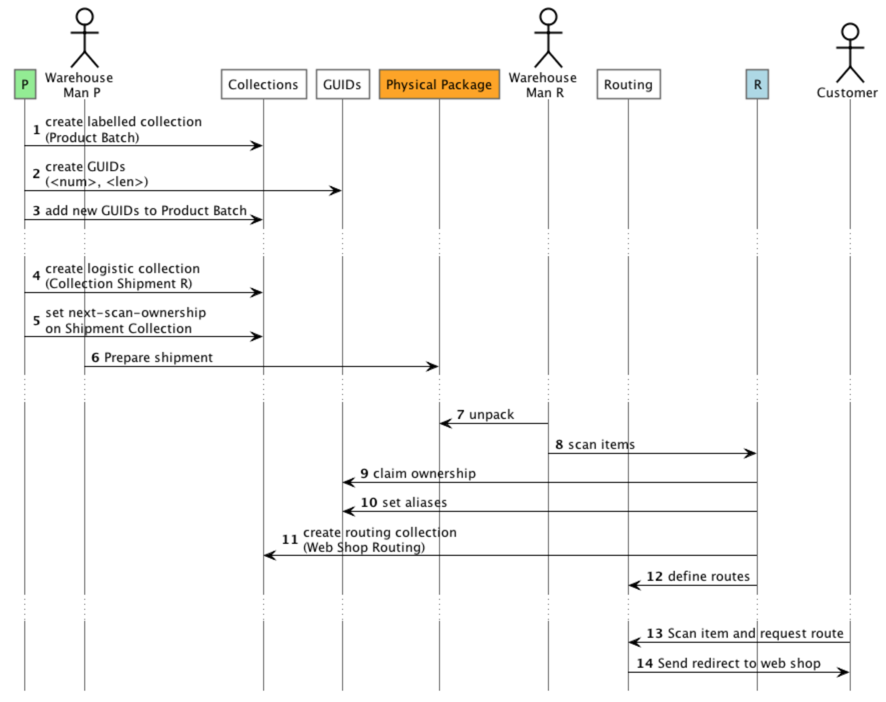 P
Warehouse
Man P
Collections
GUIDs
Physical Package
Warehouse
Man R
Routing
R
Customer
1 create labelled collection
(Product Batch)
2 create GUIDs
(<num>, <len>)
3 add new GUIDs to Product Batch
4 create logistic collection
(Collection Shipment R)
5 set next-scan-ownership
on Shipment Collection
6 Prepare shipment
7 unpack
8 scan items
9 claim ownership
10 set aliases
11 create routing collection
(Web Shop Routing)
12 define routes
13 Scan item and request route
14 Send redirect to web shop